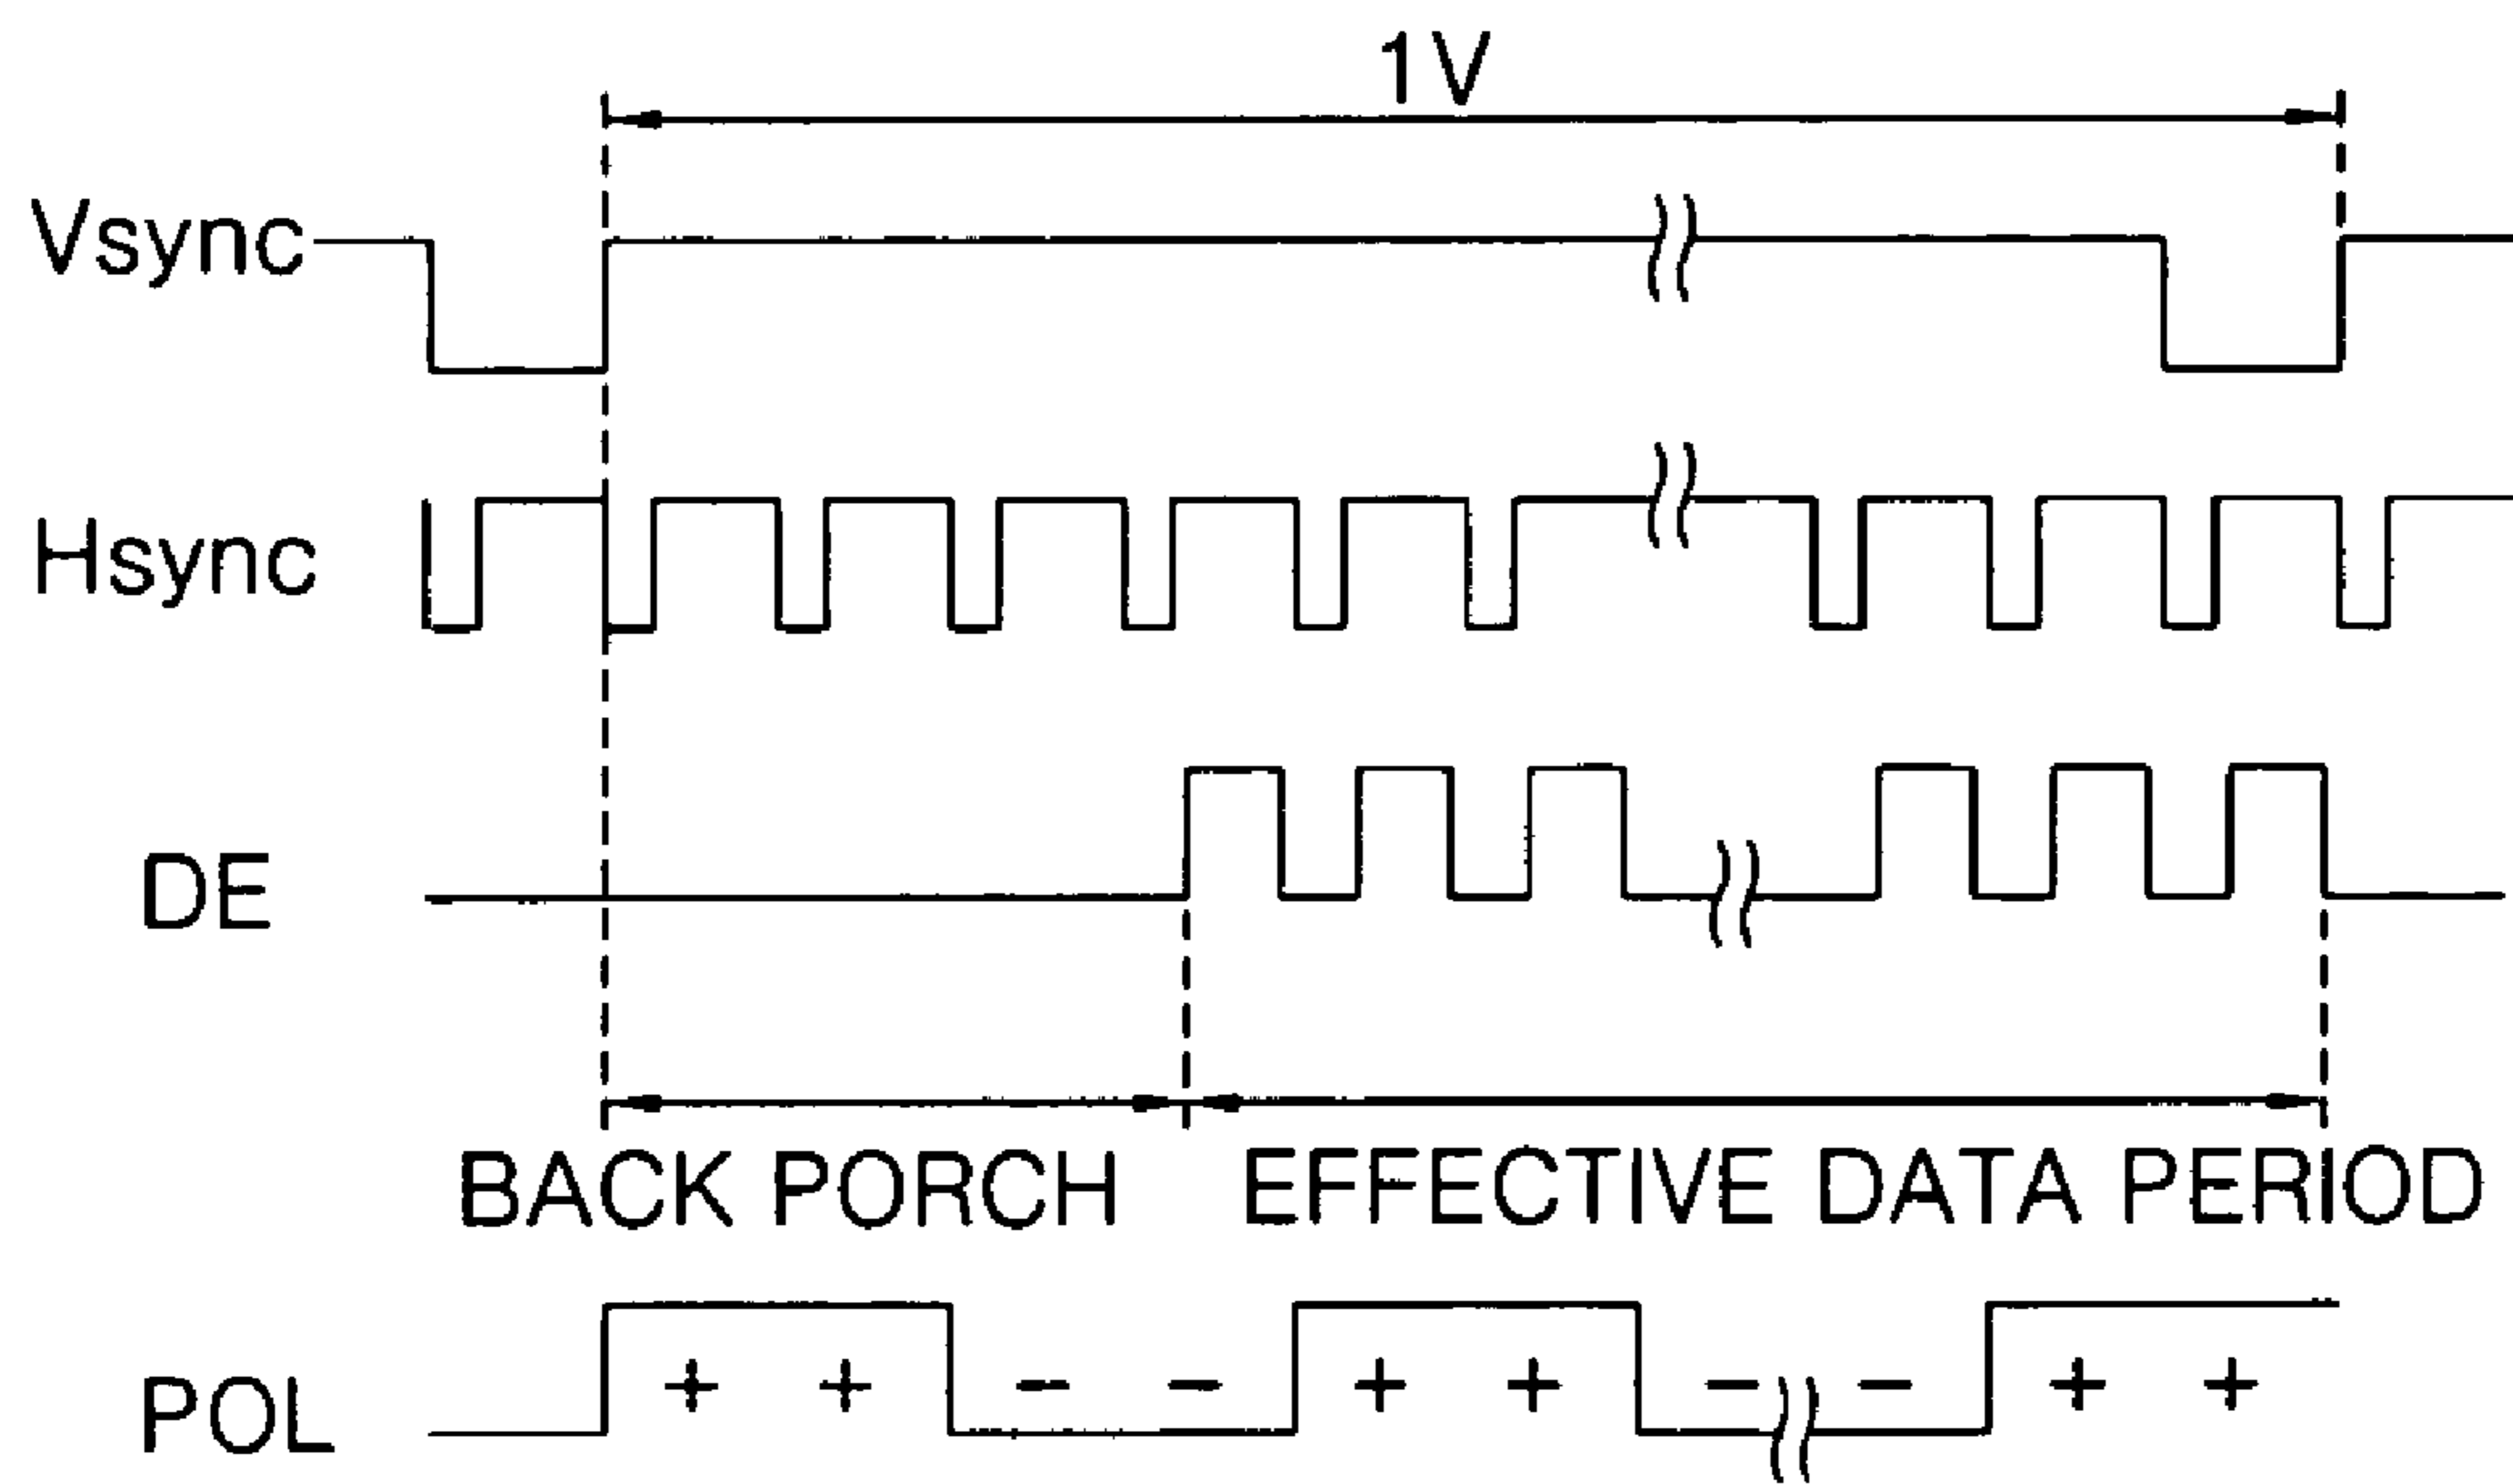 1V
Vsync
Hsync
DE
BACK PORCH EFFECTIVE DATA PERIOD
POL + + - - + + - - + +